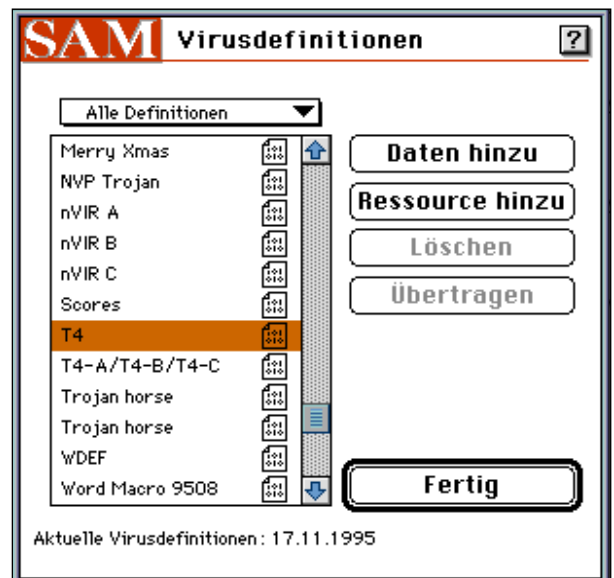 SAM Virusdefinitionen ?
Alle Definitionen
Merry Xmas
NVP Trojan
nVIR A
nVIR B
nVIR C
Scores
T4
T4-A/T4-B/T4-C
Trojan horse
Trojan horse
WDEF
Word Macro 9508
Daten hinzu
Ressource hinzu
Löschen
Übertragen
Fertig
Aktuelle Virusdefinitionen: 17.11.1995